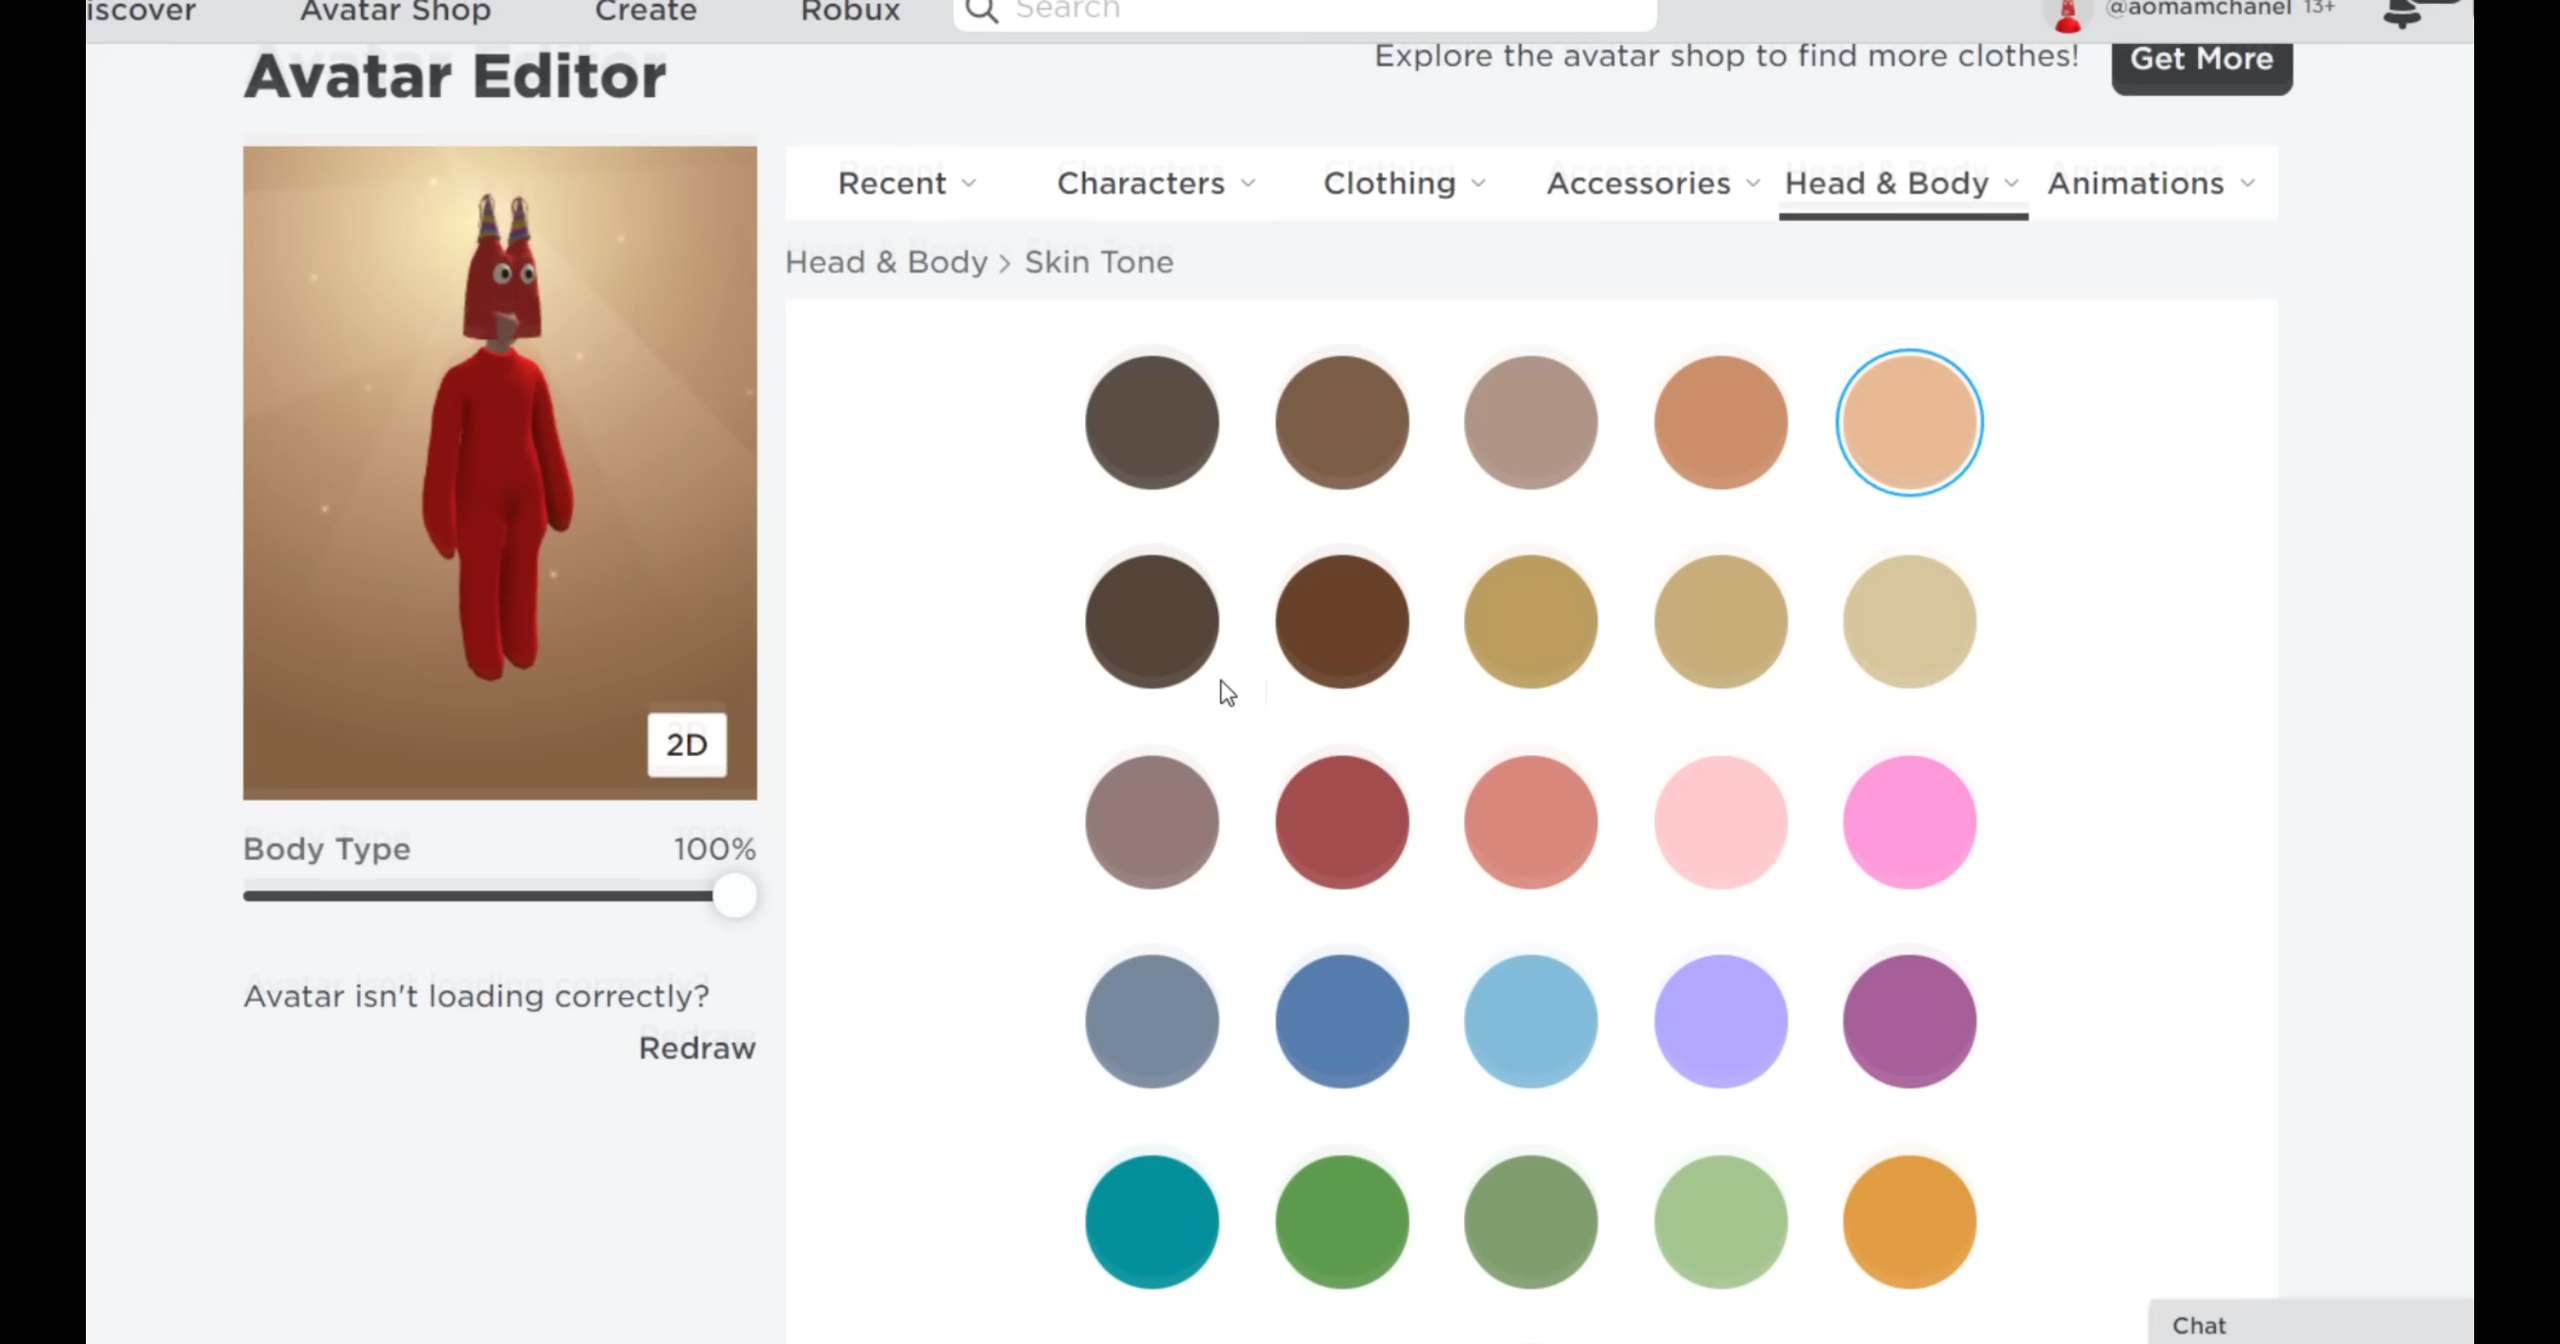 iscover Avatar Shop Create Robux Search @aomamchanel 13+
Avatar Editor
Explore the avatar shop to find more clothes! Get More
Recent Characters Clothing Accessories Head & Body Animations
Head & Body > Skin Tone
2D
Body Type 100%
Avatar isn't loading correctly?
Redraw
Chat